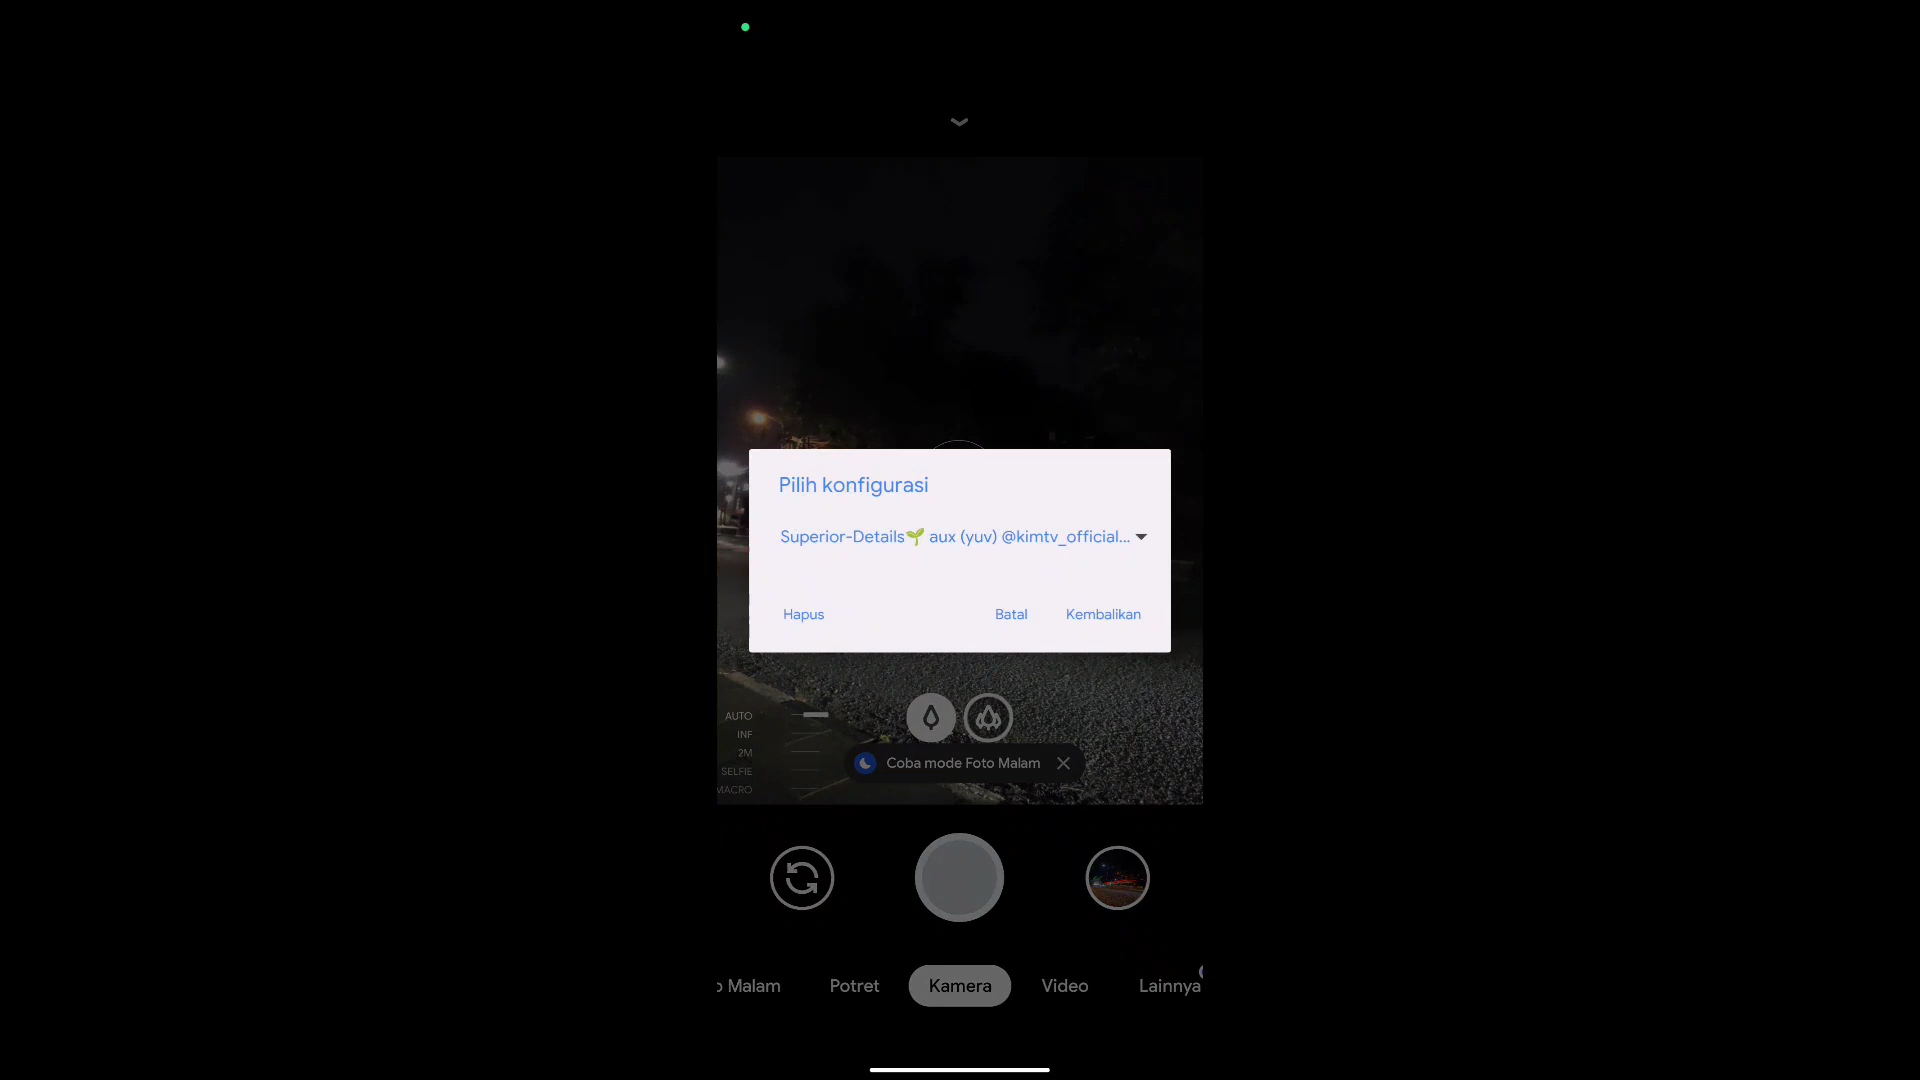 Pilih konfigurasi
Superior-Details🌱 aux (yuv) @kimtv_official...
Hapus
Batal
Kembalikan
AUTO
INF
2M
SELFIE
MACRO
Coba mode Foto Malam
o Malam
Potret
Kamera
Video
Lainnya